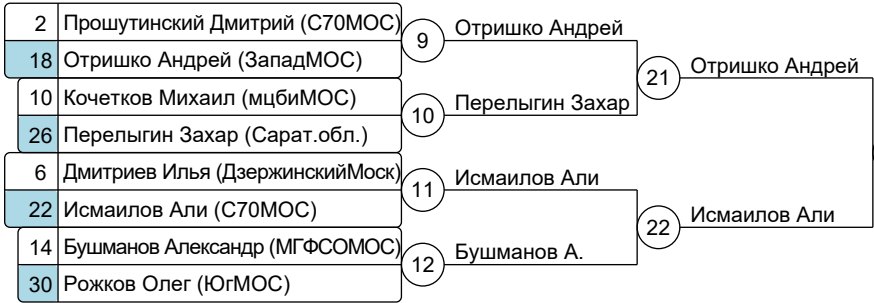 2 Прошутинский Дмитрий (С70МОС)
9 Отришко Андрей
18 Отришко Андрей (ЗападМОС)
21 Отришко Андрей
10 Кочетков Михаил (мцбиМОС)
10 Перелыгин Захар
26 Перелыгин Захар (Сарат.обл.)
6 Дмитриев Илья (ДзержинскийМоск)
11 Исмаилов Али
22 Исмаилов Али (С70МОС)
22 Исмаилов Али
14 Бушманов Александр (МГФСОМОС)
12 Бушманов А.
30 Рожков Олег (ЮгМОС)